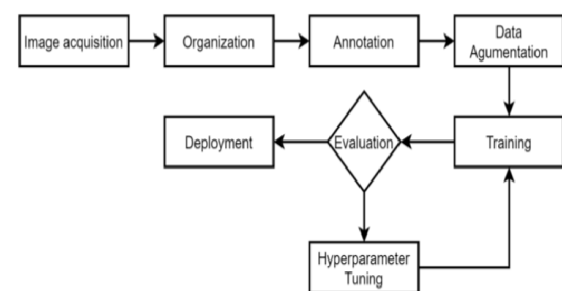 Image acquisition
Organization
Annotation
Data
Agumentation
Deployment
Evaluation
Training
Hyperparameter
Tuning